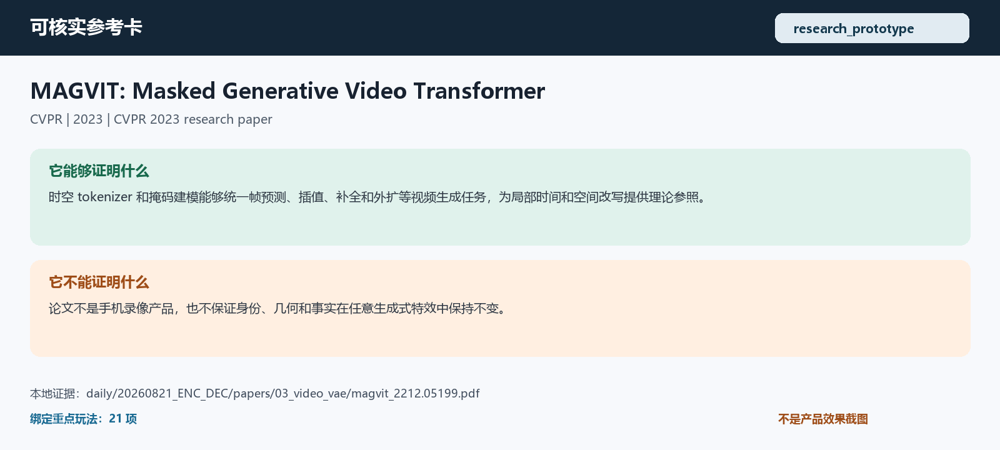 可核实参考卡
research_prototype
MAGVIT: Masked Generative Video Transformer
CVPR | 2023 | CVPR 2023 research paper
它能够证明什么
时空 tokenizer 和掩码建模能够统一帧预测、插值、补全和外扩等视频生成任务，为局部时间和空间改写提供理论参照。
它不能证明什么
论文不是手机录像产品，也不保证身份、几何和事实在任意生成式特效中保持不变。
本地证据：daily/20260821_ENC_DEC/papers/03_video_vae/magvit_2212.05199.pdf
绑定重点玩法：21 项
不是产品效果截图